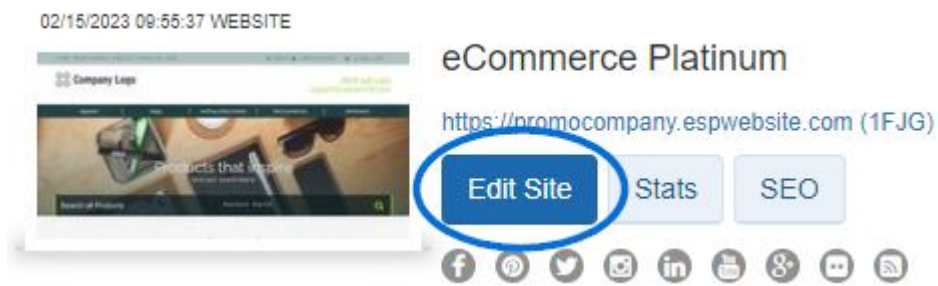 02/15/2023 09:55:37 WEBSITE
eCommerce Platinum
https://promocompany.espwebsite.com (1FJG)
Edit Site
Stats
SEO
Company Logo
Products that inspire
Search all Products